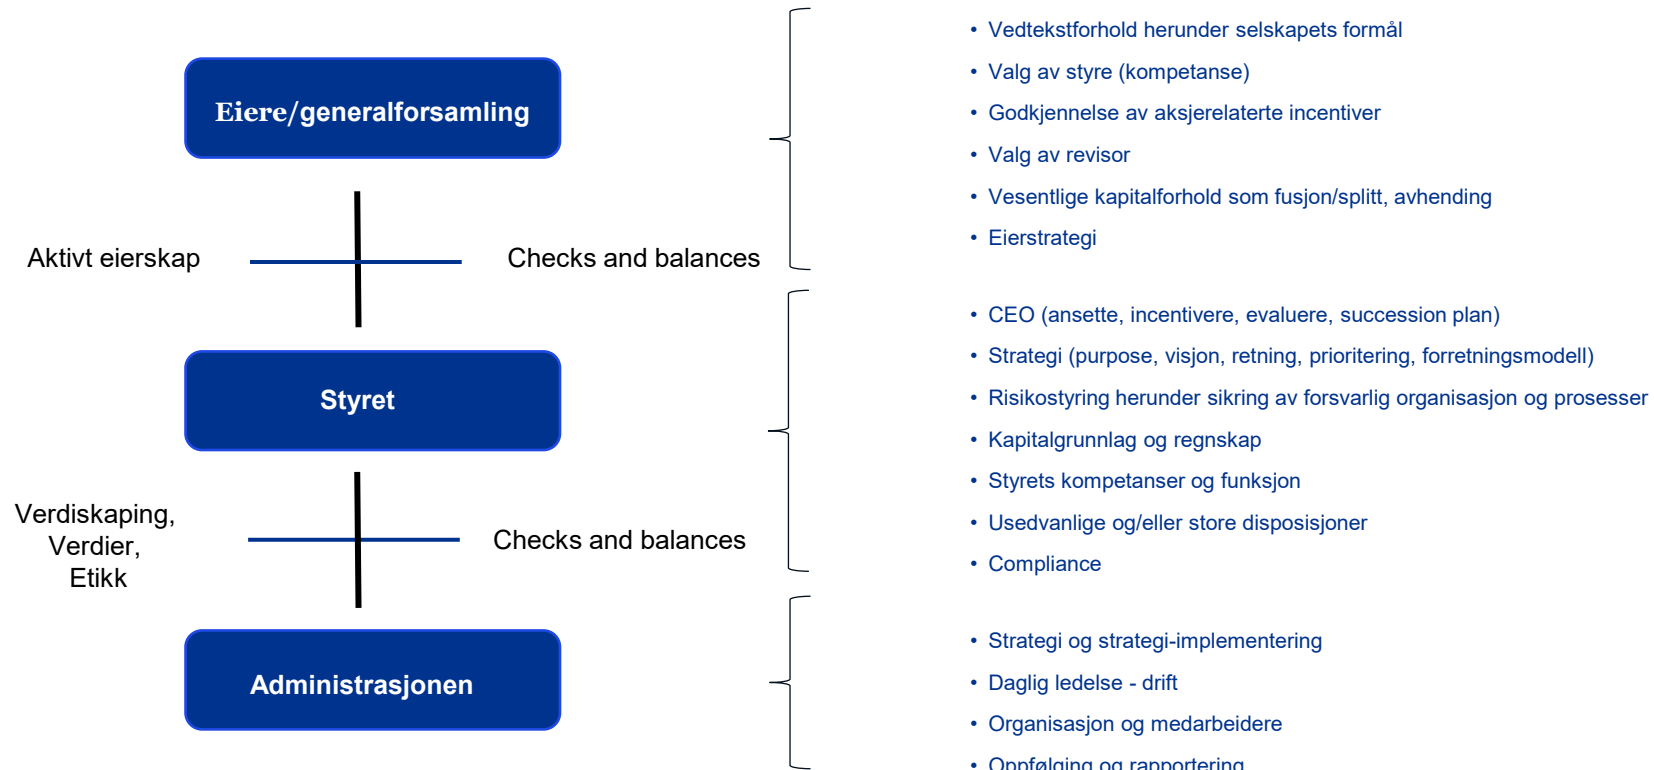 Eiere/generalforsamling
• Vedtekstforhold herunder selskapets formål
• Valg av styre (kompetanse)
• Godkjennelse av aksjerelaterte incentiver
• Valg av revisor
• Vesentlige kapitalforhold som fusjon/splitt, avhending
• Eierstrategi
Aktivt eierskap
Checks and balances
Styret
• CEO (ansette, incentivere, evaluere, succession plan)
• Strategi (purpose, visjon, retning, prioritering, forretningsmodell)
• Risikostyring herunder sikring av forsvarlig organisasjon og prosesser
• Kapitalgrunnlag og regnskap
• Styrets kompetanser og funksjon
• Usedvanlige og/eller store disposisjoner
• Compliance
Verdiskaping,
Verdier,
Etikk
Checks and balances
Administrasjonen
• Strategi og strategi-implementering
• Daglig ledelse - drift
• Organisasjon og medarbeidere
• Oppfølging og rapportering